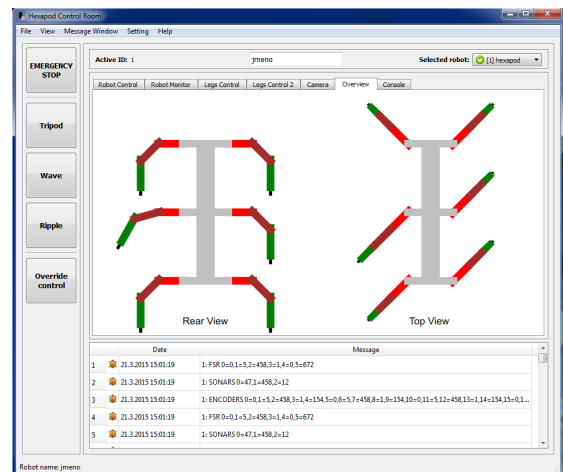 Hexapod Control Room
File View Message Window Setting Help
EMERGENCY
STOP
Tripod
Wave
Ripple
Override
control
Active ID: 1 jmeno Selected robot: [1] hexapod
Robot Control Robot Monitor Legs Control Legs Control 2 Camera Overview Console
Rear View Top View
Date Message
1 21.3.2015 15:01:19 1: FSR 0=0,1=5,2=458,3=1,4=0,5=672
2 21.3.2015 15:01:19 1: SONARS 0=47,1=458,2=12
3 21.3.2015 15:01:19 1: ENCODERS 0=0,1=5,2=458,3=1,4=154,5=0,6=5,7=458,8=1,9=154,10=0,11=5,12=458,13=1,14=154,15=0,1...
4 21.3.2015 15:01:19 1: FSR 0=0,1=5,2=458,3=1,4=0,5=672
5 21.3.2015 15:01:19 1: SONARS 0=47,1=458,2=12
Robot name: jmeno